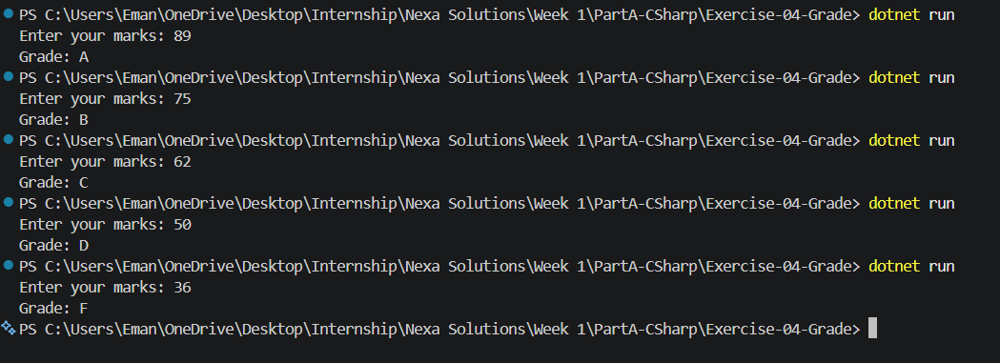 PS C:\Users\Eman\OneDrive\Desktop\Internship\Nexa Solutions\Week 1\PartA-CSharp\Exercise-04-Grade> dotnet run
Enter your marks: 89
Grade: A
PS C:\Users\Eman\OneDrive\Desktop\Internship\Nexa Solutions\Week 1\PartA-CSharp\Exercise-04-Grade> dotnet run
Enter your marks: 75
Grade: B
PS C:\Users\Eman\OneDrive\Desktop\Internship\Nexa Solutions\Week 1\PartA-CSharp\Exercise-04-Grade> dotnet run
Enter your marks: 62
Grade: C
PS C:\Users\Eman\OneDrive\Desktop\Internship\Nexa Solutions\Week 1\PartA-CSharp\Exercise-04-Grade> dotnet run
Enter your marks: 50
Grade: D
PS C:\Users\Eman\OneDrive\Desktop\Internship\Nexa Solutions\Week 1\PartA-CSharp\Exercise-04-Grade> dotnet run
Enter your marks: 36
Grade: F
PS C:\Users\Eman\OneDrive\Desktop\Internship\Nexa Solutions\Week 1\PartA-CSharp\Exercise-04-Grade>